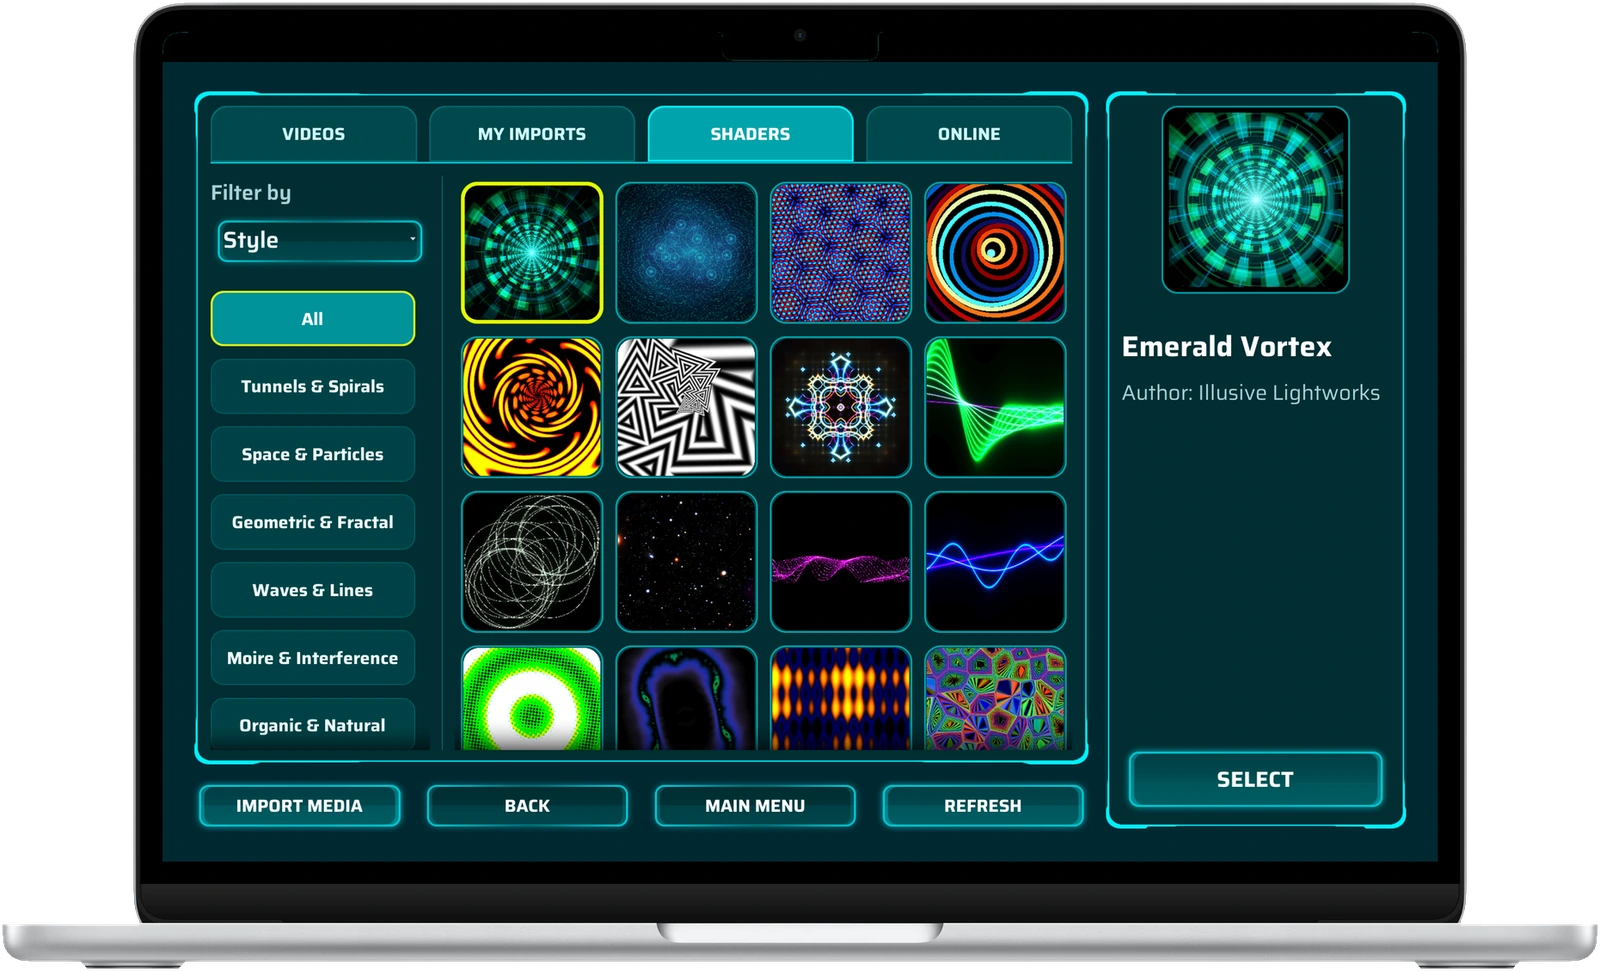 VIDEOS
MY IMPORTS
SHADERS
ONLINE
Filter by
Style
All
Tunnels & Spirals
Space & Particles
Geometric & Fractal
Waves & Lines
Moire & Interference
Organic & Natural
IMPORT MEDIA
BACK
MAIN MENU
REFRESH
Emerald Vortex
Author: Illusive Lightworks
SELECT